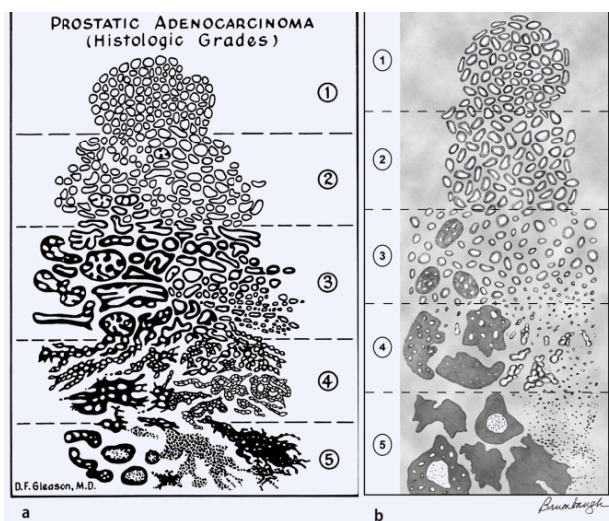 PROSTATIC ADENOCARCINOMA
(Histologic Grades)
1
2
3
4
5
D.F. Gleason, M.D.
a
1
2
3
4
5
Brumbaugh
b